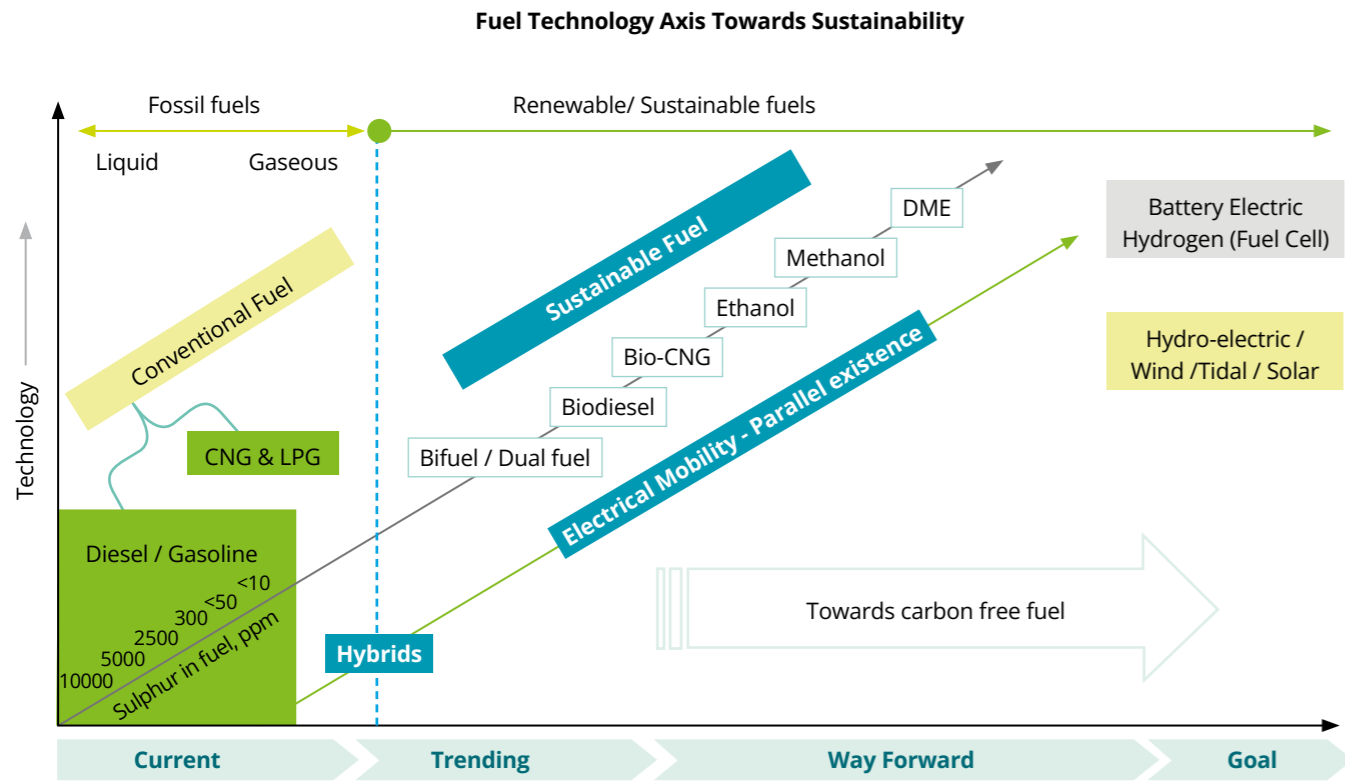 Fuel Technology Axis Towards Sustainability
Fossil fuels
Renewable/ Sustainable fuels
Liquid
Gaseous
Technology
Conventional Fuel
CNG & LPG
Diesel / Gasoline
10000
5000
2500
300
<50
<10
Sulphur in fuel, ppm
Hybrids
Sustainable Fuel
Bifuel / Dual fuel
Biodiesel
Bio-CNG
Ethanol
Methanol
DME
Electrical Mobility - Parallel existence
Battery Electric
Hydrogen (Fuel Cell)
Hydro-electric /
Wind /Tidal / Solar
Towards carbon free fuel
Current
Trending
Way Forward
Goal